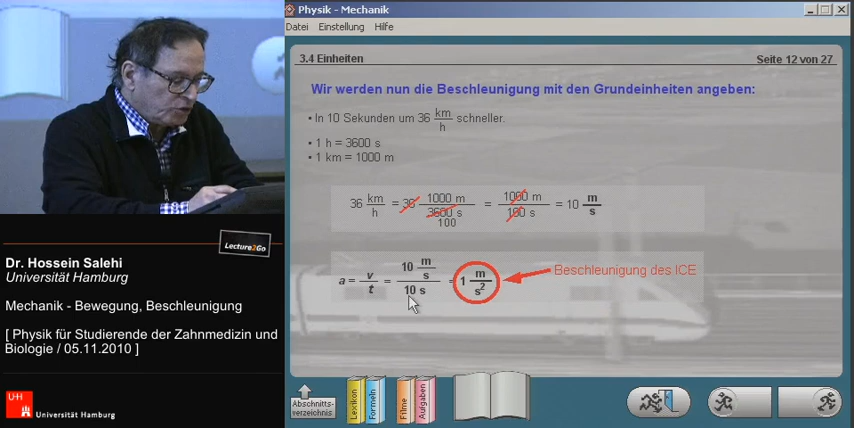 Physik - Mechanik
Datei Einstellung Hilfe
3.4 Einheiten
Seite 12 von 27
Wir werden nun die Beschleunigung mit den Grundeinheiten angeben:
• In 10 Sekunden um 36 km/h schneller.
• 1 h = 3600 s
• 1 km = 1000 m
36 km/h = 36 1000 m / 3600 s 100 = 1000 m / 100 s = 10 m/s
a = v/t = 10 m/s / 10 s = 1 m/s²
Beschleunigung des ICE
Abschnitts-
verzeichnis.
Lexikon
Formeln
Filme
Aufgaben
Lecture2Go
Dr. Hossein Salehi
Universität Hamburg
Mechanik - Bewegung, Beschleunigung
[ Physik für Studierende der Zahnmedizin und
Biologie / 05.11.2010 ]
UH
Universität Hamburg